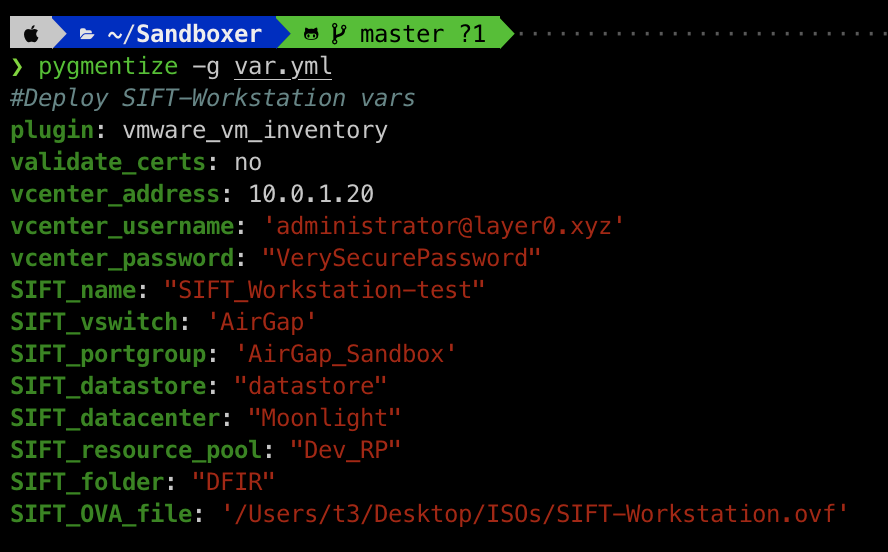 ~/Sandboxer master ?1
❯ pygmentize -g var.yml
#Deploy SIFT-Workstation vars
plugin: vmware_vm_inventory
validate_certs: no
vcenter_address: 10.0.1.20
vcenter_username: 'administrator@layer0.xyz'
vcenter_password: "VerySecurePassword"
SIFT_name: "SIFT_Workstation-test"
SIFT_vswitch: 'AirGap'
SIFT_portgroup: 'AirGap_Sandbox'
SIFT_datastore: "datastore"
SIFT_datacenter: "Moonlight"
SIFT_resource_pool: "Dev_RP"
SIFT_folder: "DFIR"
SIFT_OVA_file: '/Users/t3/Desktop/ISOs/SIFT-Workstation.ovf'